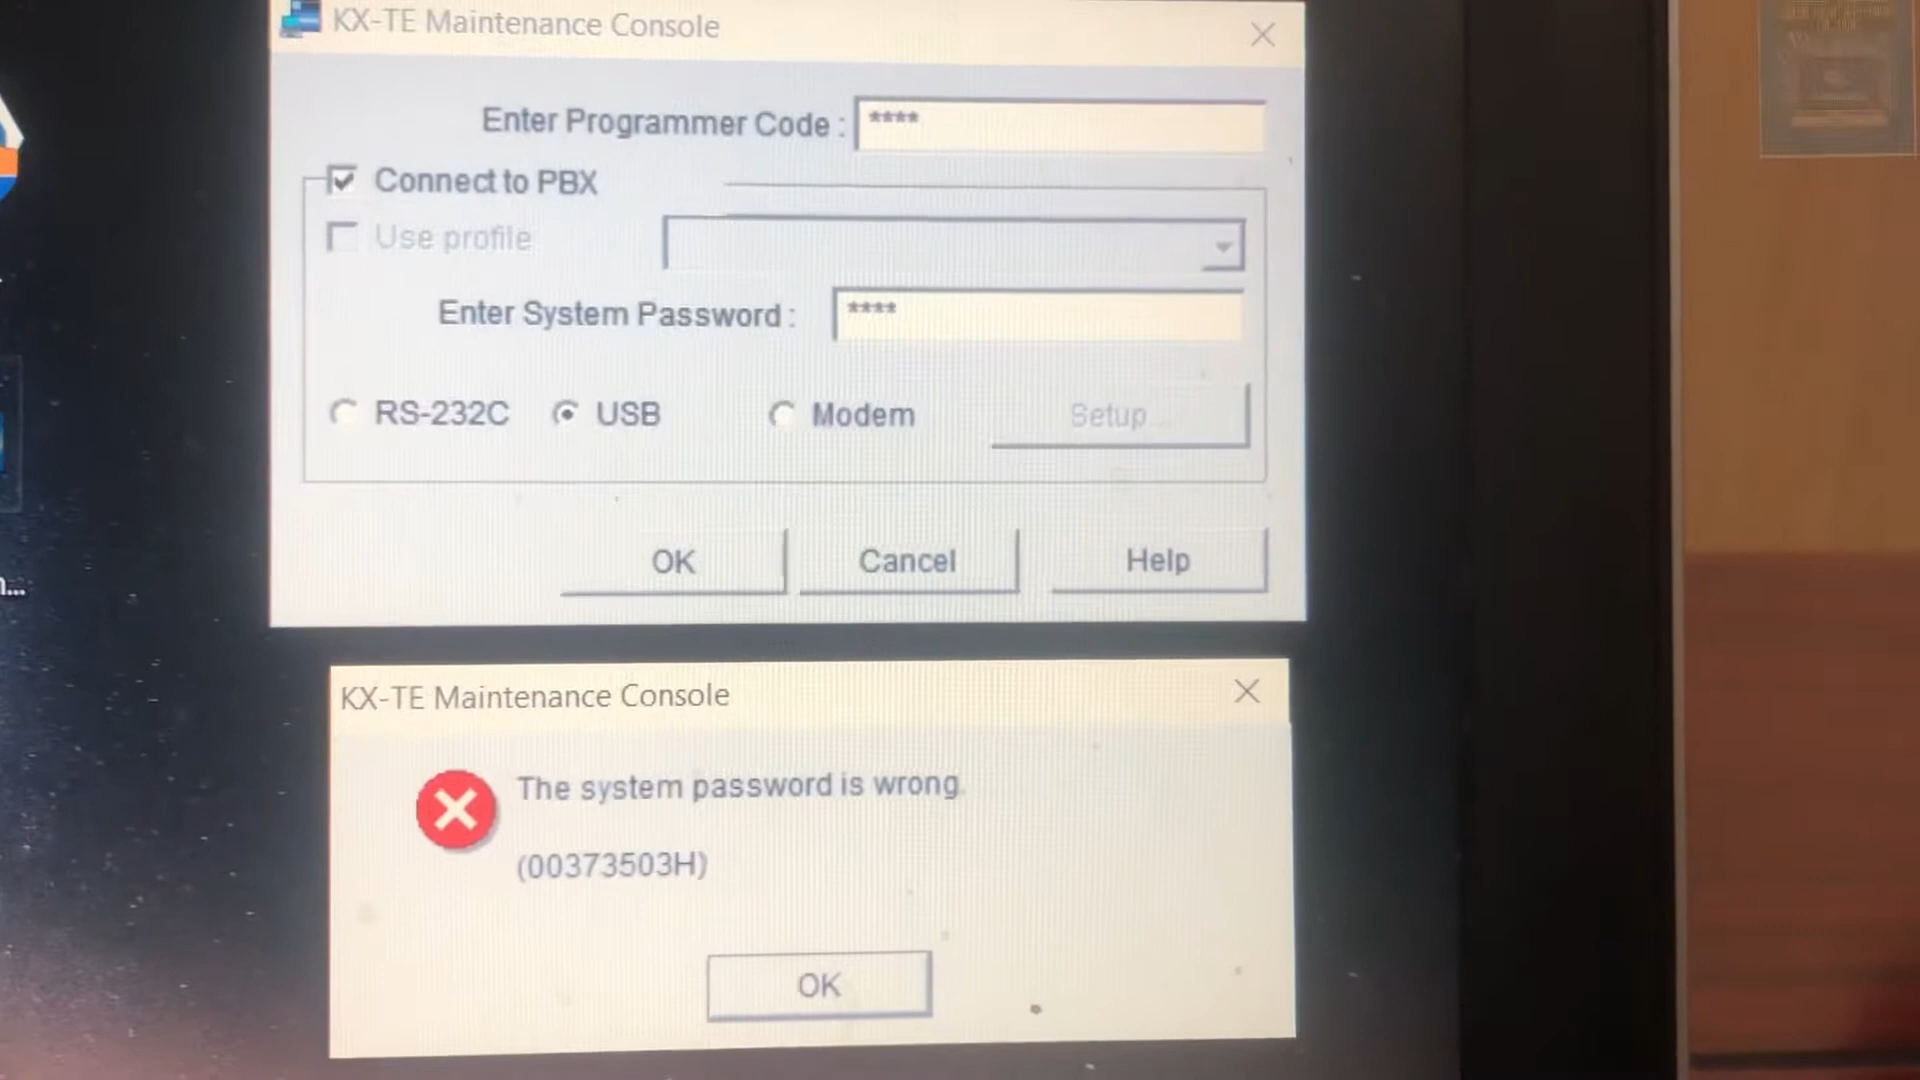 KX-TE Maintenance Console
Enter Programmer Code : ****
Connect to PBX
Use profile
Enter System Password : ****
RS-232C USB Modem Setup...
OK Cancel Help
KX-TE Maintenance Console
The system password is wrong.
(00373503H)
OK